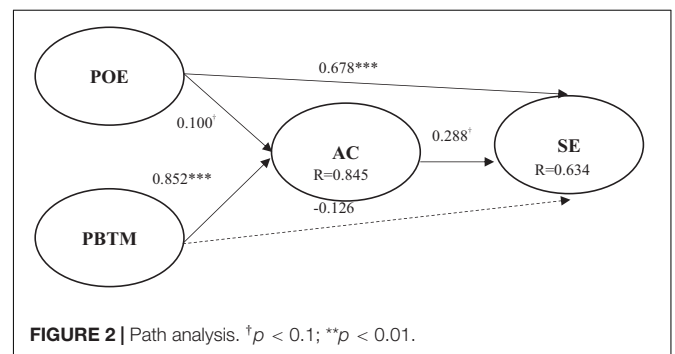 POE
0.678***
0.100†
AC
R=0.845
0.288†
SE
R=0.634
0.852***
-0.126
PBTM
FIGURE 2 | Path analysis. †p < 0.1; **p < 0.01.